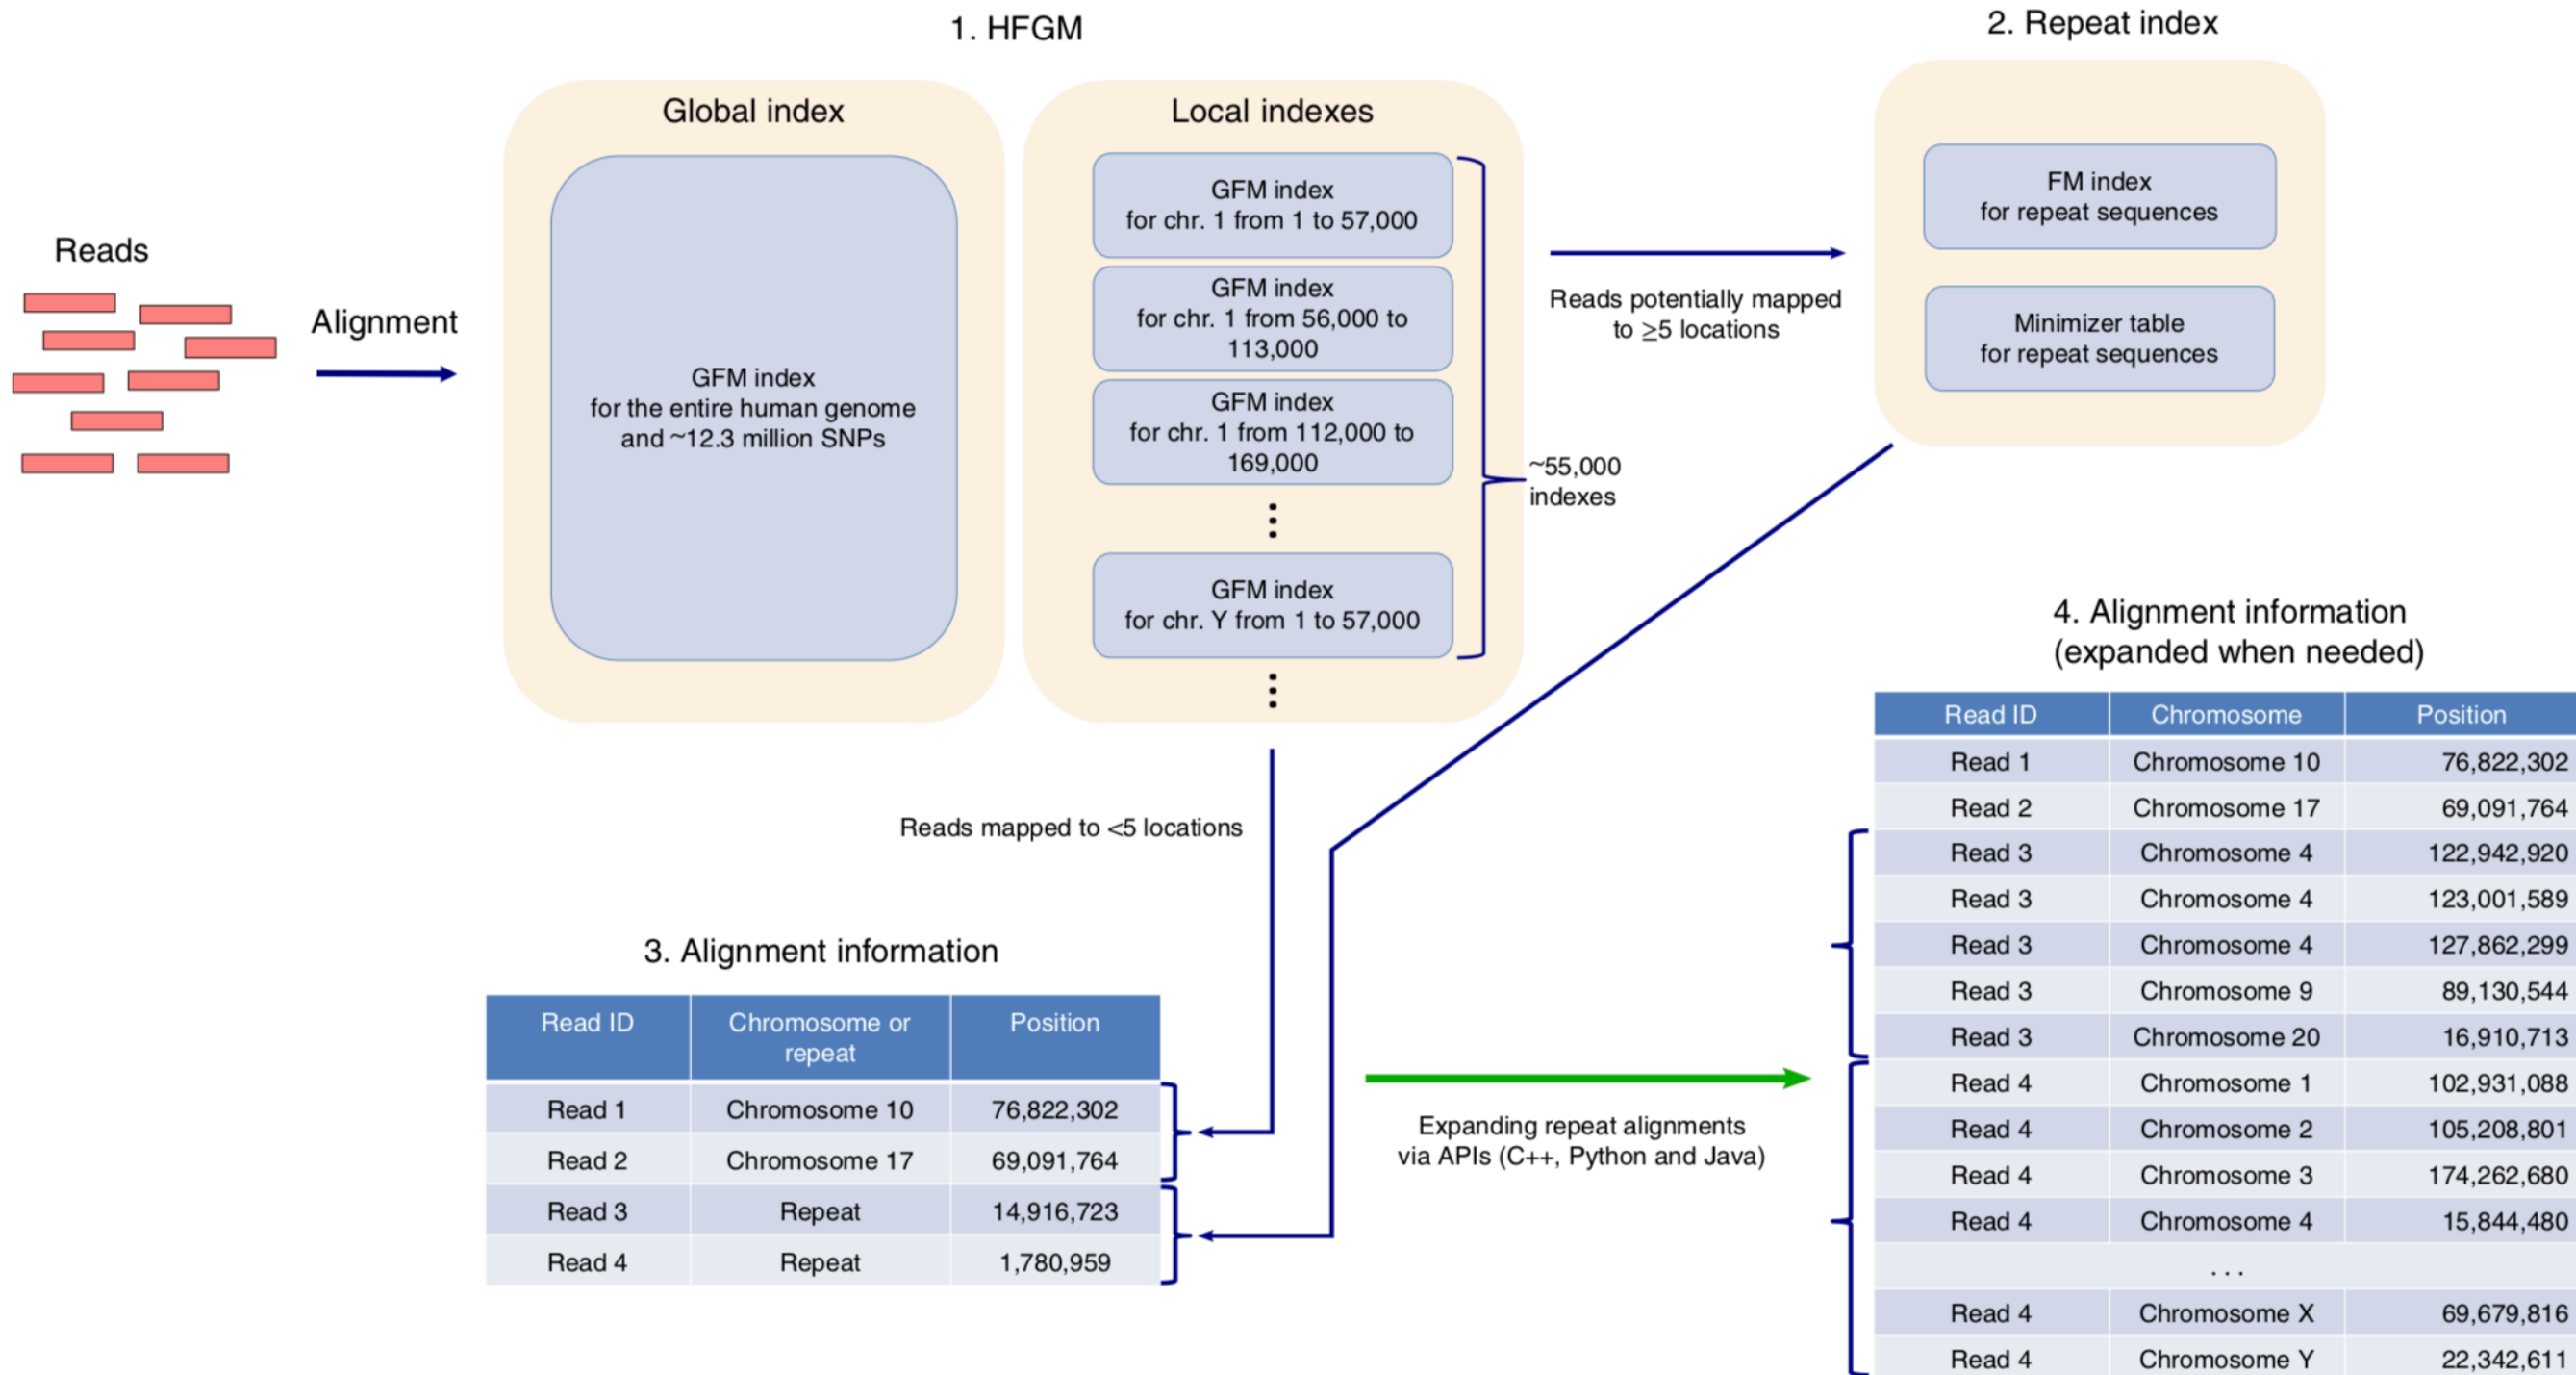 1. HFGM
2. Repeat index
Reads
Alignment
Global index
GFM index
for the entire human genome
and ~12.3 million SNPs
Local indexes
GFM index
for chr. 1 from 1 to 57,000
GFM index
for chr. 1 from 56,000 to
113,000
GFM index
for chr. 1 from 112,000 to
169,000
GFM index
for chr. Y from 1 to 57,000
~55,000
indexes
Reads potentially mapped
to ≥5 locations
FM index
for repeat sequences
Minimizer table
for repeat sequences
Reads mapped to <5 locations
3. Alignment information
Read ID Chromosome or
repeat Position
Read 1 Chromosome 10 76,822,302
Read 2 Chromosome 17 69,091,764
Read 3 Repeat 14,916,723
Read 4 Repeat 1,780,959
Expanding repeat alignments
via APIs (C++, Python and Java)
4. Alignment information
(expanded when needed)
Read ID Chromosome Position
Read 1 Chromosome 10 76,822,302
Read 2 Chromosome 17 69,091,764
Read 3 Chromosome 4 122,942,920
Read 3 Chromosome 4 123,001,589
Read 3 Chromosome 4 127,862,299
Read 3 Chromosome 9 89,130,544
Read 3 Chromosome 20 16,910,713
Read 4 Chromosome 1 102,931,088
Read 4 Chromosome 2 105,208,801
Read 4 Chromosome 3 174,262,680
Read 4 Chromosome 4 15,844,480
. . .
Read 4 Chromosome X 69,679,816
Read 4 Chromosome Y 22,342,611